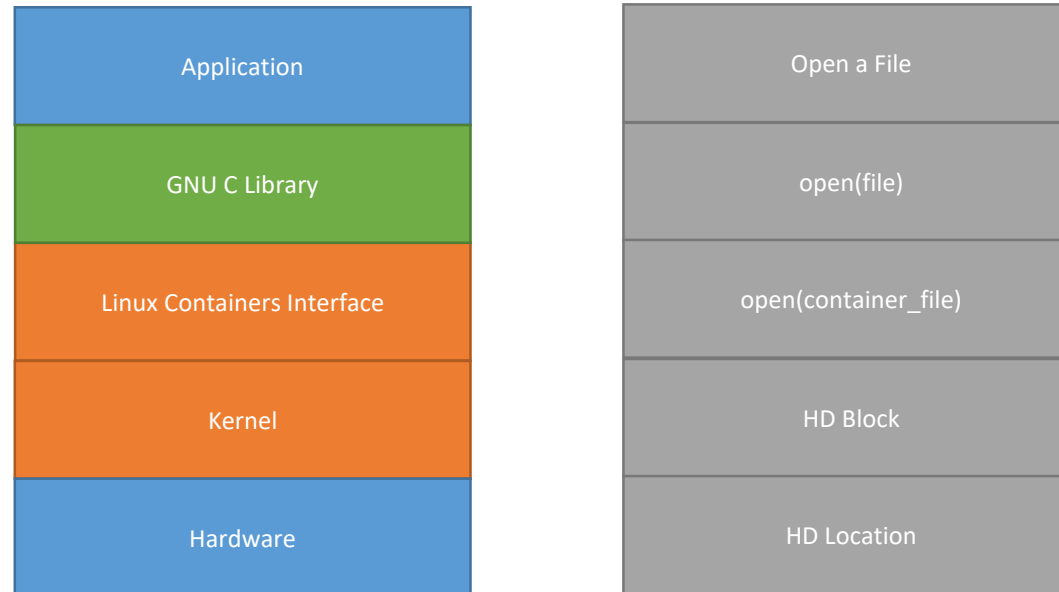 Application
GNU C Library
Linux Containers Interface
Kernel
Hardware
Open a File
open(file)
open(container_file)
HD Block
HD Location